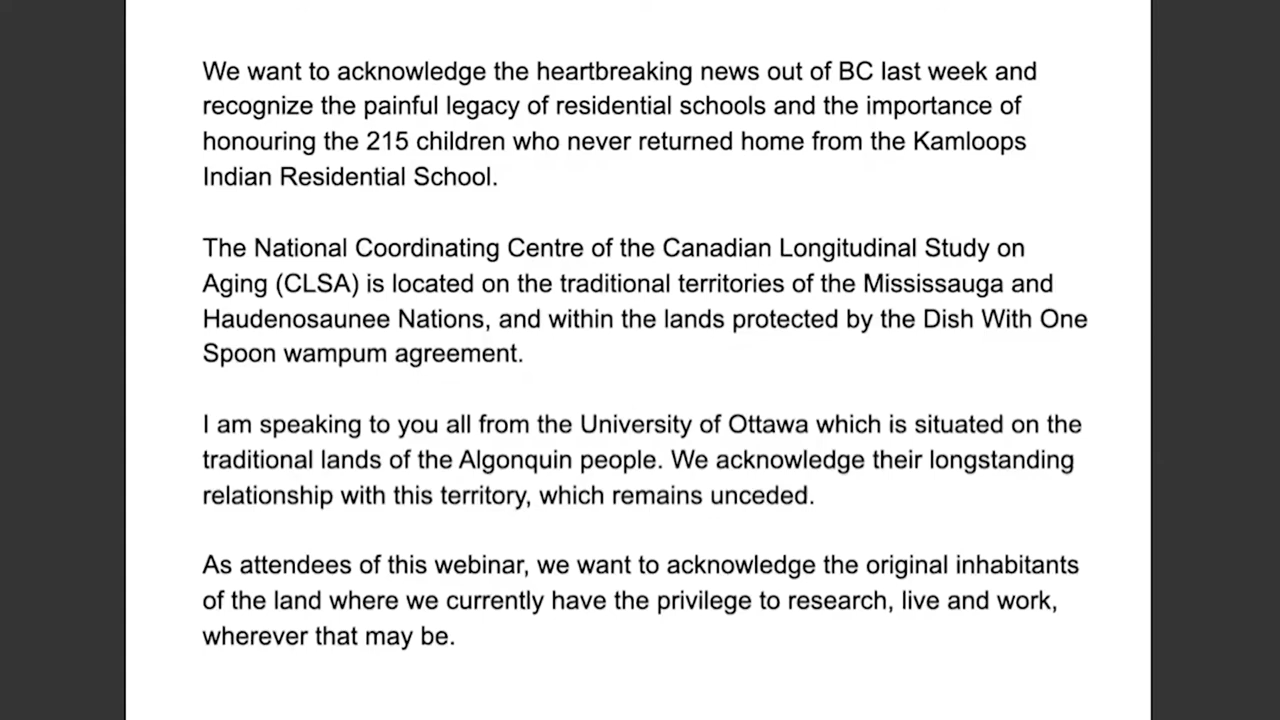 We want to acknowledge the heartbreaking news out of BC last week and
recognize the painful legacy of residential schools and the importance of
honouring the 215 children who never returned home from the Kamloops
Indian Residential School.
The National Coordinating Centre of the Canadian Longitudinal Study on
Aging (CLSA) is located on the traditional territories of the Mississauga and
Haudenosaunee Nations, and within the lands protected by the Dish With One
Spoon wampum agreement.
I am speaking to you all from the University of Ottawa which is situated on the
traditional lands of the Algonquin people. We acknowledge their longstanding
relationship with this territory, which remains unceded.
As attendees of this webinar, we want to acknowledge the original inhabitants
of the land where we currently have the privilege to research, live and work,
wherever that may be.